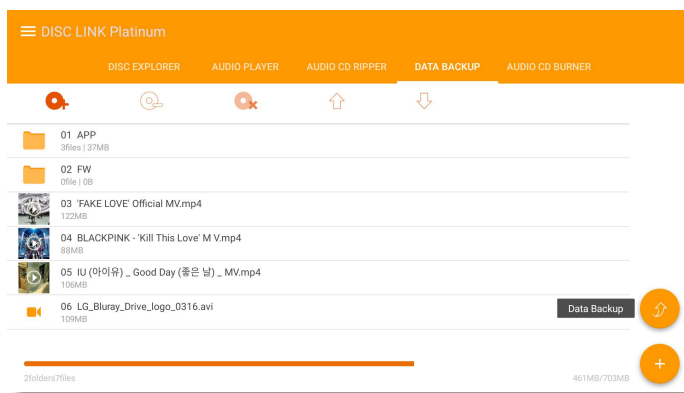 DISC LINK Platinum
DISC EXPLORER AUDIO PLAYER AUDIO CD RIPPER DATA BACKUP AUDIO CD BURNER
01 APP
3files | 37MB
02 FW
0file | 0B
03 'FAKE LOVE' Official MV.mp4
122MB
04 BLACKPINK - 'Kill This Love' M V.mp4
88MB
05 IU (아이유) _ Good Day (좋은 날) _ MV.mp4
106MB
06 LG_Bluray_Drive_logo_0316.avi
109MB
Data Backup
2folders7files 461MB/703MB